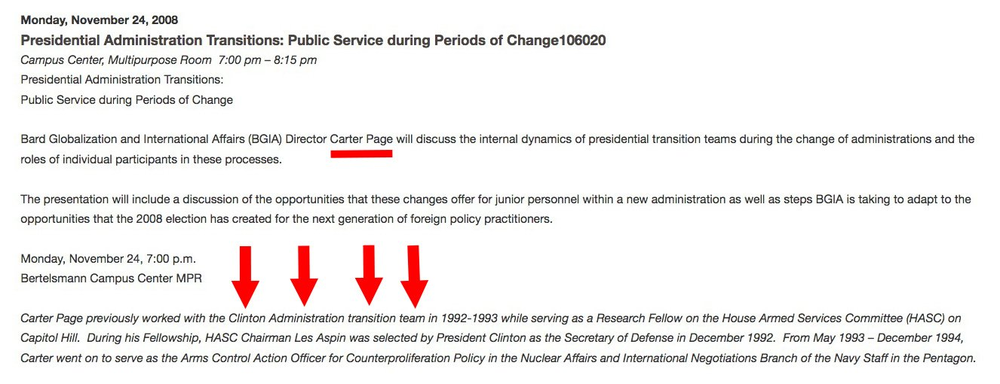 Monday, November 24, 2008
Presidential Administration Transitions: Public Service during Periods of Change106020
Campus Center, Multipurpose Room  7:00 pm – 8:15 pm
Presidential Administration Transitions:
Public Service during Periods of Change
Bard Globalization and International Affairs (BGIA) Director Carter Page will discuss the internal dynamics of presidential transition teams during the change of administrations and the
roles of individual participants in these processes.
The presentation will include a discussion of the opportunities that these changes offer for junior personnel within a new administration as well as steps BGIA is taking to adapt to the
opportunities that the 2008 election has created for the next generation of foreign policy practitioners.
Monday, November 24, 7:00 p.m.
Bertelsmann Campus Center MPR
Carter Page previously worked with the Clinton Administration transition team in 1992-1993 while serving as a Research Fellow on the House Armed Services Committee (HASC) on
Capitol Hill.  During his Fellowship, HASC Chairman Les Aspin was selected by President Clinton as the Secretary of Defense in December 1992.  From May 1993 – December 1994,
Carter went on to serve as the Arms Control Action Officer for Counterproliferation Policy in the Nuclear Affairs and International Negotiations Branch of the Navy Staff in the Pentagon.